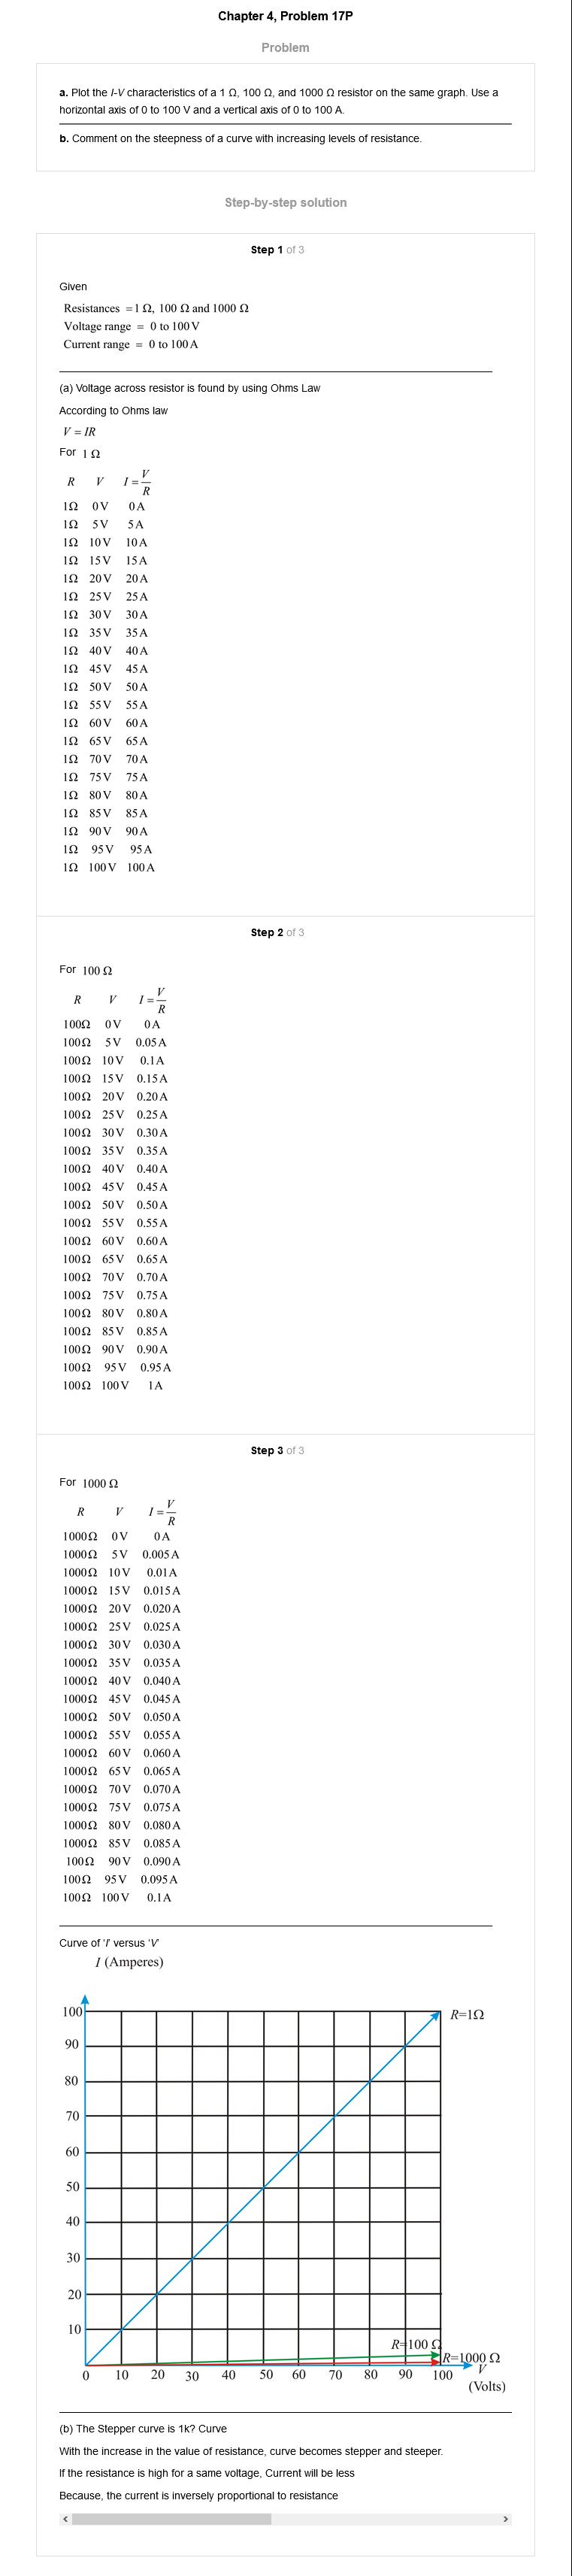 Chapter 4, Problem 17P
Problem
a. Plot the I-V characteristics of a 1 Ω, 100 Ω, and 1000 Ω resistor on the same graph. Use a
horizontal axis of 0 to 100 V and a vertical axis of 0 to 100 A.
b. Comment on the steepness of a curve with increasing levels of resistance.
Step-by-step solution
Step 1 of 3
Given
Resistances = 1 Ω, 100 Ω and 1000 Ω
Voltage range = 0 to 100 V
Current range = 0 to 100 A
(a) Voltage across resistor is found by using Ohms Law
According to Ohms law
V = IR
For 1 Ω
R V I = V/R
1Ω 0 V 0 A
1Ω 5 V 5 A
1Ω 10 V 10 A
1Ω 15 V 15 A
1Ω 20 V 20 A
1Ω 25 V 25 A
1Ω 30 V 30 A
1Ω 35 V 35 A
1Ω 40 V 40 A
1Ω 45 V 45 A
1Ω 50 V 50 A
1Ω 55 V 55 A
1Ω 60 V 60 A
1Ω 65 V 65 A
1Ω 70 V 70 A
1Ω 75 V 75 A
1Ω 80 V 80 A
1Ω 85 V 85 A
1Ω 90 V 90 A
1Ω 95 V 95 A
1Ω 100 V 100 A
Step 2 of 3
For 100 Ω
R V I = V/R
100Ω 0 V 0 A
100Ω 5 V 0.05 A
100Ω 10 V 0.1 A
100Ω 15 V 0.15 A
100Ω 20 V 0.20 A
100Ω 25 V 0.25 A
100Ω 30 V 0.30 A
100Ω 35 V 0.35 A
100Ω 40 V 0.40 A
100Ω 45 V 0.45 A
100Ω 50 V 0.50 A
100Ω 55 V 0.55 A
100Ω 60 V 0.60 A
100Ω 65 V 0.65 A
100Ω 70 V 0.70 A
100Ω 75 V 0.75 A
100Ω 80 V 0.80 A
100Ω 85 V 0.85 A
100Ω 90 V 0.90 A
100Ω 95 V 0.95 A
100Ω 100 V 1 A
Step 3 of 3
For 1000 Ω
R V I = V/R
1000Ω 0 V 0 A
1000Ω 5 V 0.005 A
1000Ω 10 V 0.01 A
1000Ω 15 V 0.015 A
1000Ω 20 V 0.020 A
1000Ω 25 V 0.025 A
1000Ω 30 V 0.030 A
1000Ω 35 V 0.035 A
1000Ω 40 V 0.040 A
1000Ω 45 V 0.045 A
1000Ω 50 V 0.050 A
1000Ω 55 V 0.055 A
1000Ω 60 V 0.060 A
1000Ω 65 V 0.065 A
1000Ω 70 V 0.070 A
1000Ω 75 V 0.075 A
1000Ω 80 V 0.080 A
1000Ω 85 V 0.085 A
100Ω 90 V 0.090 A
100Ω 95 V 0.095 A
100Ω 100 V 0.1 A
Curve of 'I' versus 'V'
I (Amperes)
100
R=1Ω
90
80
70
60
50
40
30
20
10
R=100 Ω
R=1000 Ω
V
0 10 20 30 40 50 60 70 80 90 100
(Volts)
(b) The Stepper curve is 1k? Curve
With the increase in the value of resistance, curve becomes stepper and steeper.
If the resistance is high for a same voltage, Current will be less
Because, the current is inversely proportional to resistance